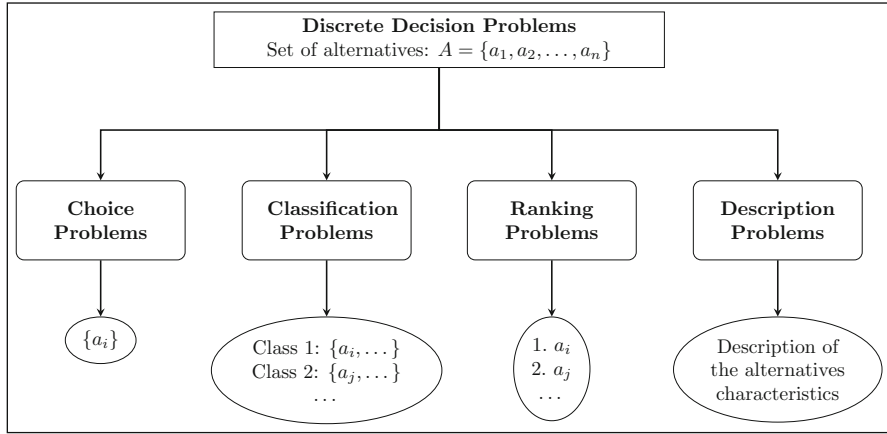 Discrete Decision Problems
Set of alternatives: A = {a₁, a₂, . . . , aₙ}
Choice
Problems
Classification
Problems
Ranking
Problems
Description
Problems
{aᵢ}
Class 1: {aᵢ, . . . }
Class 2: {aⱼ, . . . }
. . .
1. aᵢ
2. aⱼ
. . .
Description of
the alternatives
characteristics